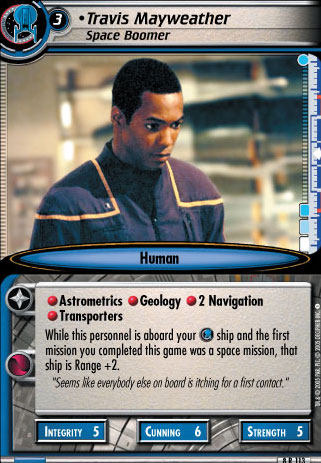 3
•Travis Mayweather
Space Boomer
Human
Astrometrics Geology 2 Navigation
Transporters
While this personnel is aboard your ship and the first
mission you completed this game was a space mission, that
ship is Range +2.
"Seems like everybody else on board is itching for a first contact."
INTEGRITY 5 CUNNING 6 STRENGTH 5
8 R 113